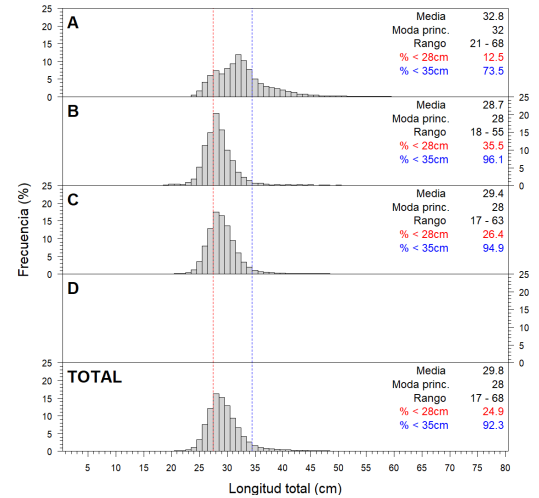 25
20
15
10
5
0
A
Media 32.8
Moda princ. 32
Rango 21 - 68
% < 28cm 12.5
% < 35cm 73.5
B
Media 28.7
Moda princ. 28
Rango 18 - 55
% < 28cm 35.5
% < 35cm 96.1
25
20
15
10
5
0
25
20
15
10
5
0
C
Media 29.4
Moda princ. 28
Rango 17 - 63
% < 28cm 26.4
% < 35cm 94.9
D
25
20
15
10
5
0
25
20
15
10
5
0
TOTAL
Media 29.8
Moda princ. 28
Rango 17 - 68
% < 28cm 24.9
% < 35cm 92.3
Frecuencia (%)
5 10 15 20 25 30 35 40 45 50 55 60 65 70 75 80
Longitud total (cm)